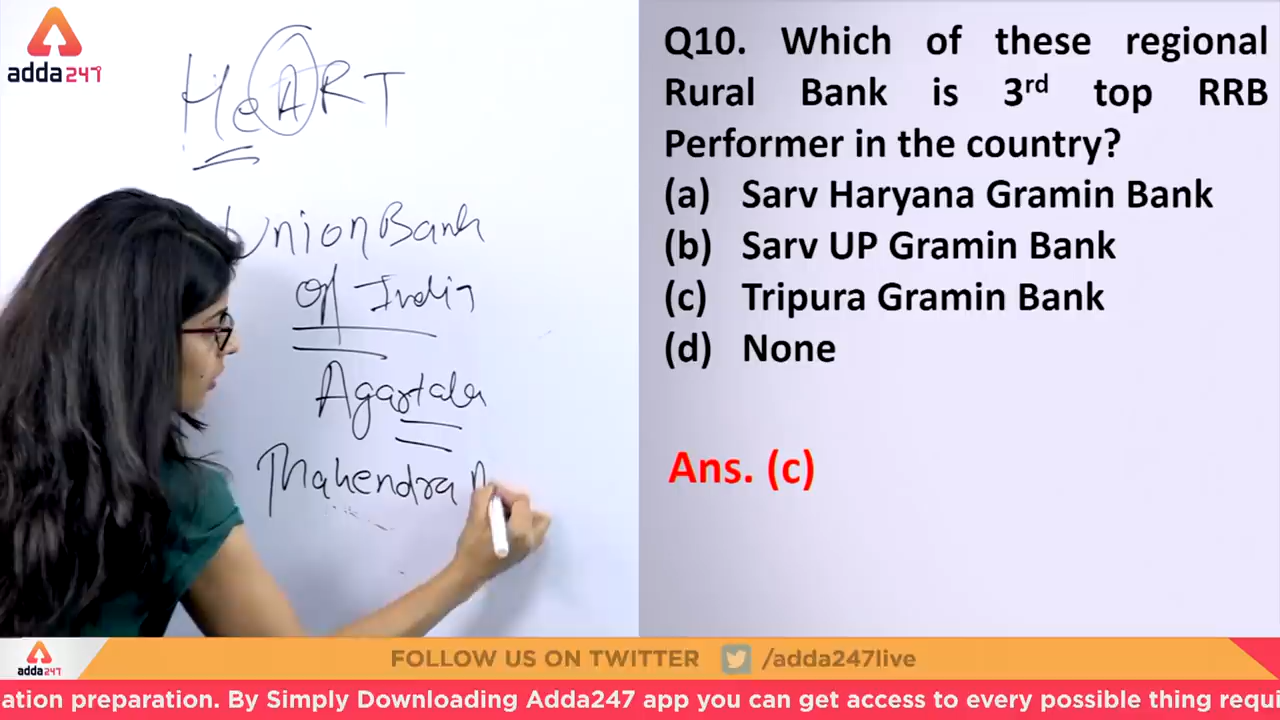 adda247
HeART
Union Bank
of India
Agartala
Mahendra
Q10. Which of these regional
Rural Bank is 3rd top RRB
Performer in the country?
(a) Sarv Haryana Gramin Bank
(b) Sarv UP Gramin Bank
(c) Tripura Gramin Bank
(d) None
Ans. (c)
adda247
FOLLOW US ON TWITTER /adda247live
ation preparation. By Simply Downloading Adda247 app you can get access to every possible thing requi